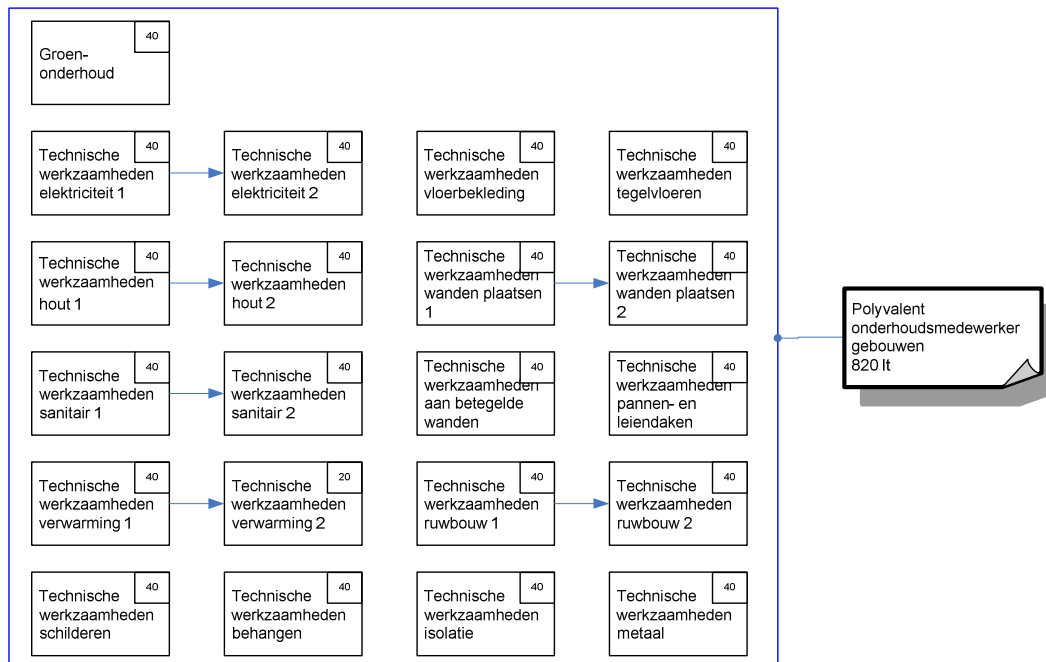 40
Groen-
onderhoud
40
Technische
werkzaamheden
elektriciteit 1
40
Technische
werkzaamheden
elektriciteit 2
40
Technische
werkzaamheden
vloerbekleding
40
Technische
werkzaamheden
tegelvloeren
40
Technische
werkzaamheden
hout 1
40
Technische
werkzaamheden
hout 2
40
Technische
werkzaamheden
wanden plaatsen
1
40
Technische
werkzaamheden
wanden plaatsen
2
40
Technische
werkzaamheden
sanitair 1
40
Technische
werkzaamheden
sanitair 2
40
Technische
werkzaamheden
aan betegelde
wanden
40
Technische
werkzaamheden
pannen- en
leiendaken
40
Technische
werkzaamheden
verwarming 1
20
Technische
werkzaamheden
verwarming 2
40
Technische
werkzaamheden
ruwbouw 1
40
Technische
werkzaamheden
ruwbouw 2
40
Technische
werkzaamheden
schilderen
40
Technische
werkzaamheden
behangen
40
Technische
werkzaamheden
isolatie
40
Technische
werkzaamheden
metaal
Polyvalent
onderhoudsmedewerker
gebouwen
820 lt